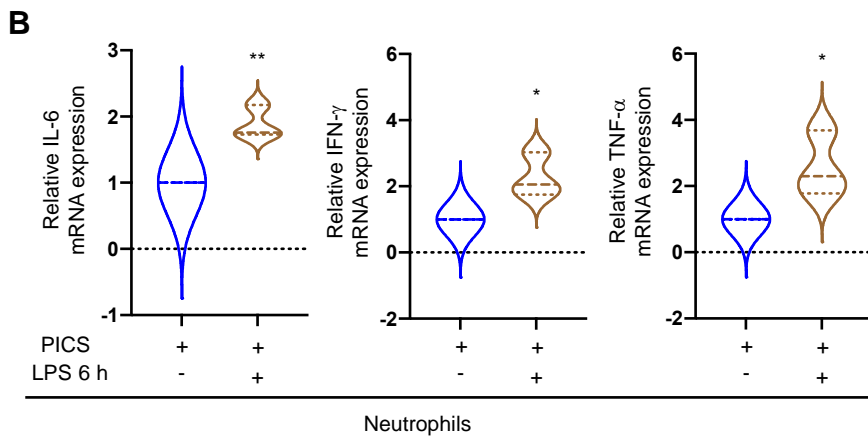 B
Relative IL-6
mRNA expression
3
2
1
0
-1
**
Relative IFN-γ
mRNA expression
6
4
2
0
-2
*
Relative TNF-α
mRNA expression
6
4
2
0
-2
*
PICS + + + + + +
LPS 6 h - + - + - +
Neutrophils